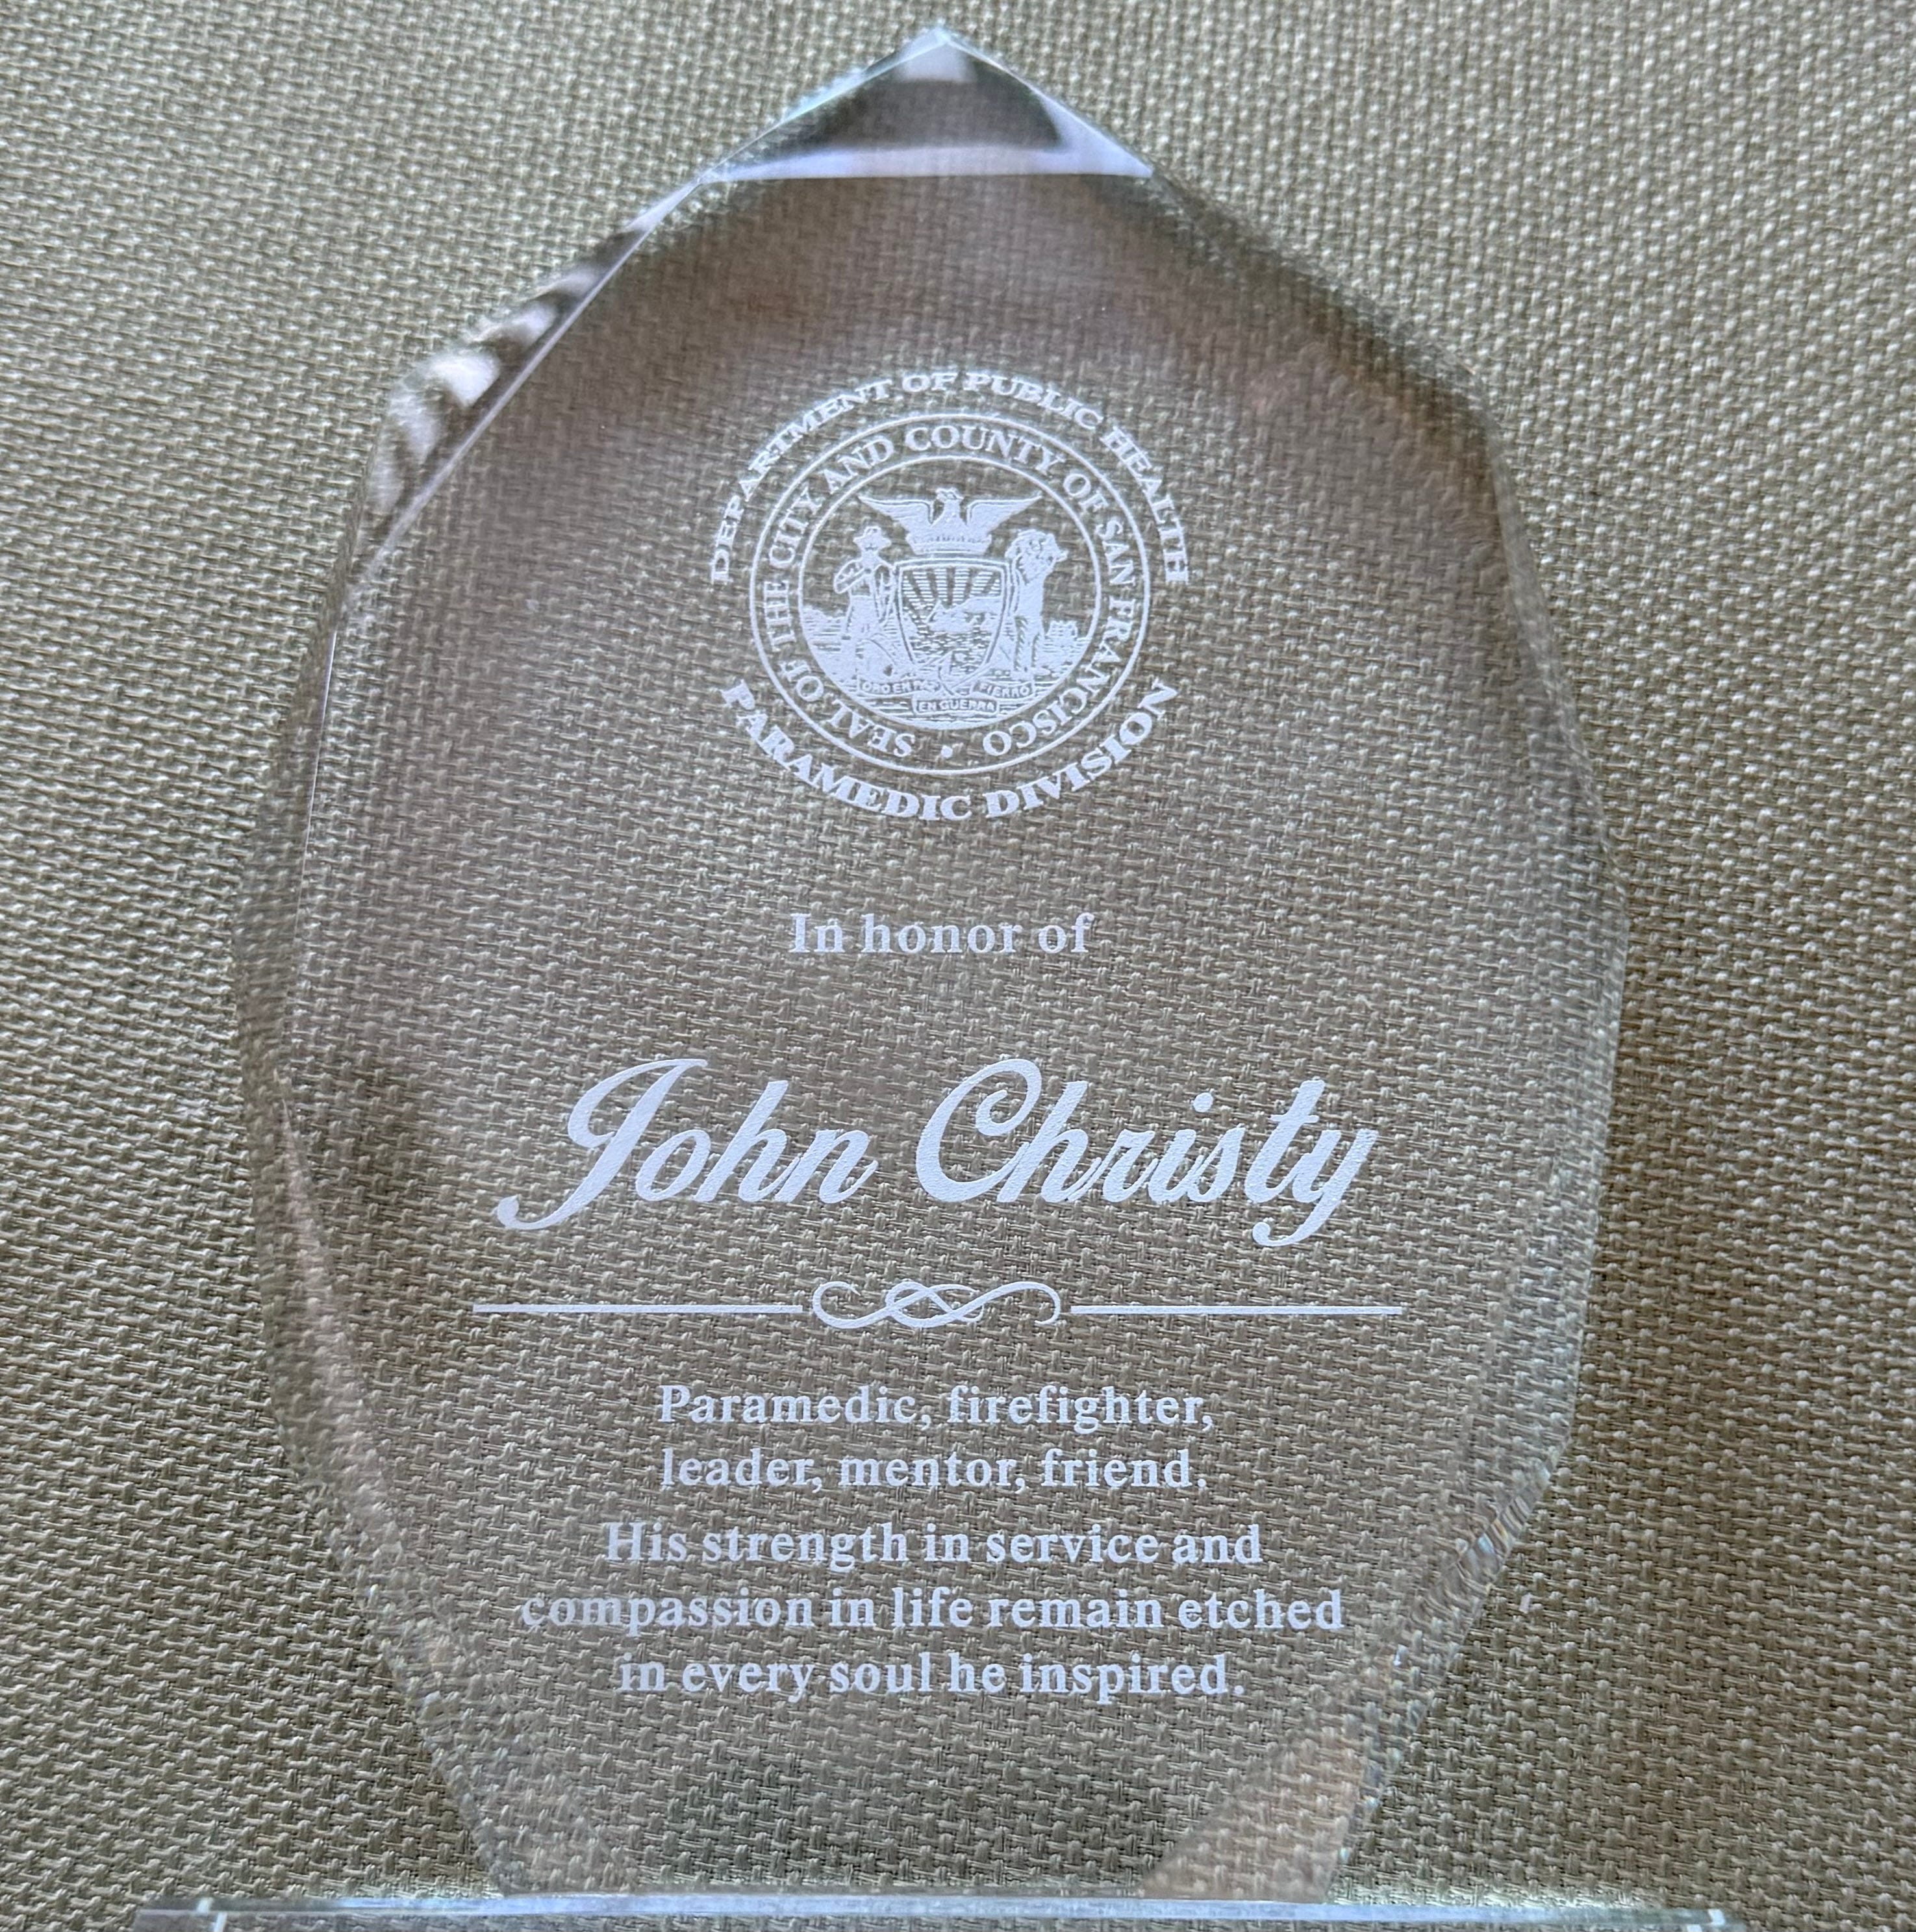 DEPARTMENT OF PUBLIC HEALTH
SEAL OF THE CITY AND COUNTY OF SAN FRANCISCO
ORO EN PAZ
FIERRO
EN GUERRA
PARAMEDIC DIVISION
In honor of
John Christy
Paramedic, firefighter,
leader, mentor, friend.
His strength in service and
compassion in life remain etched
in every soul he inspired.